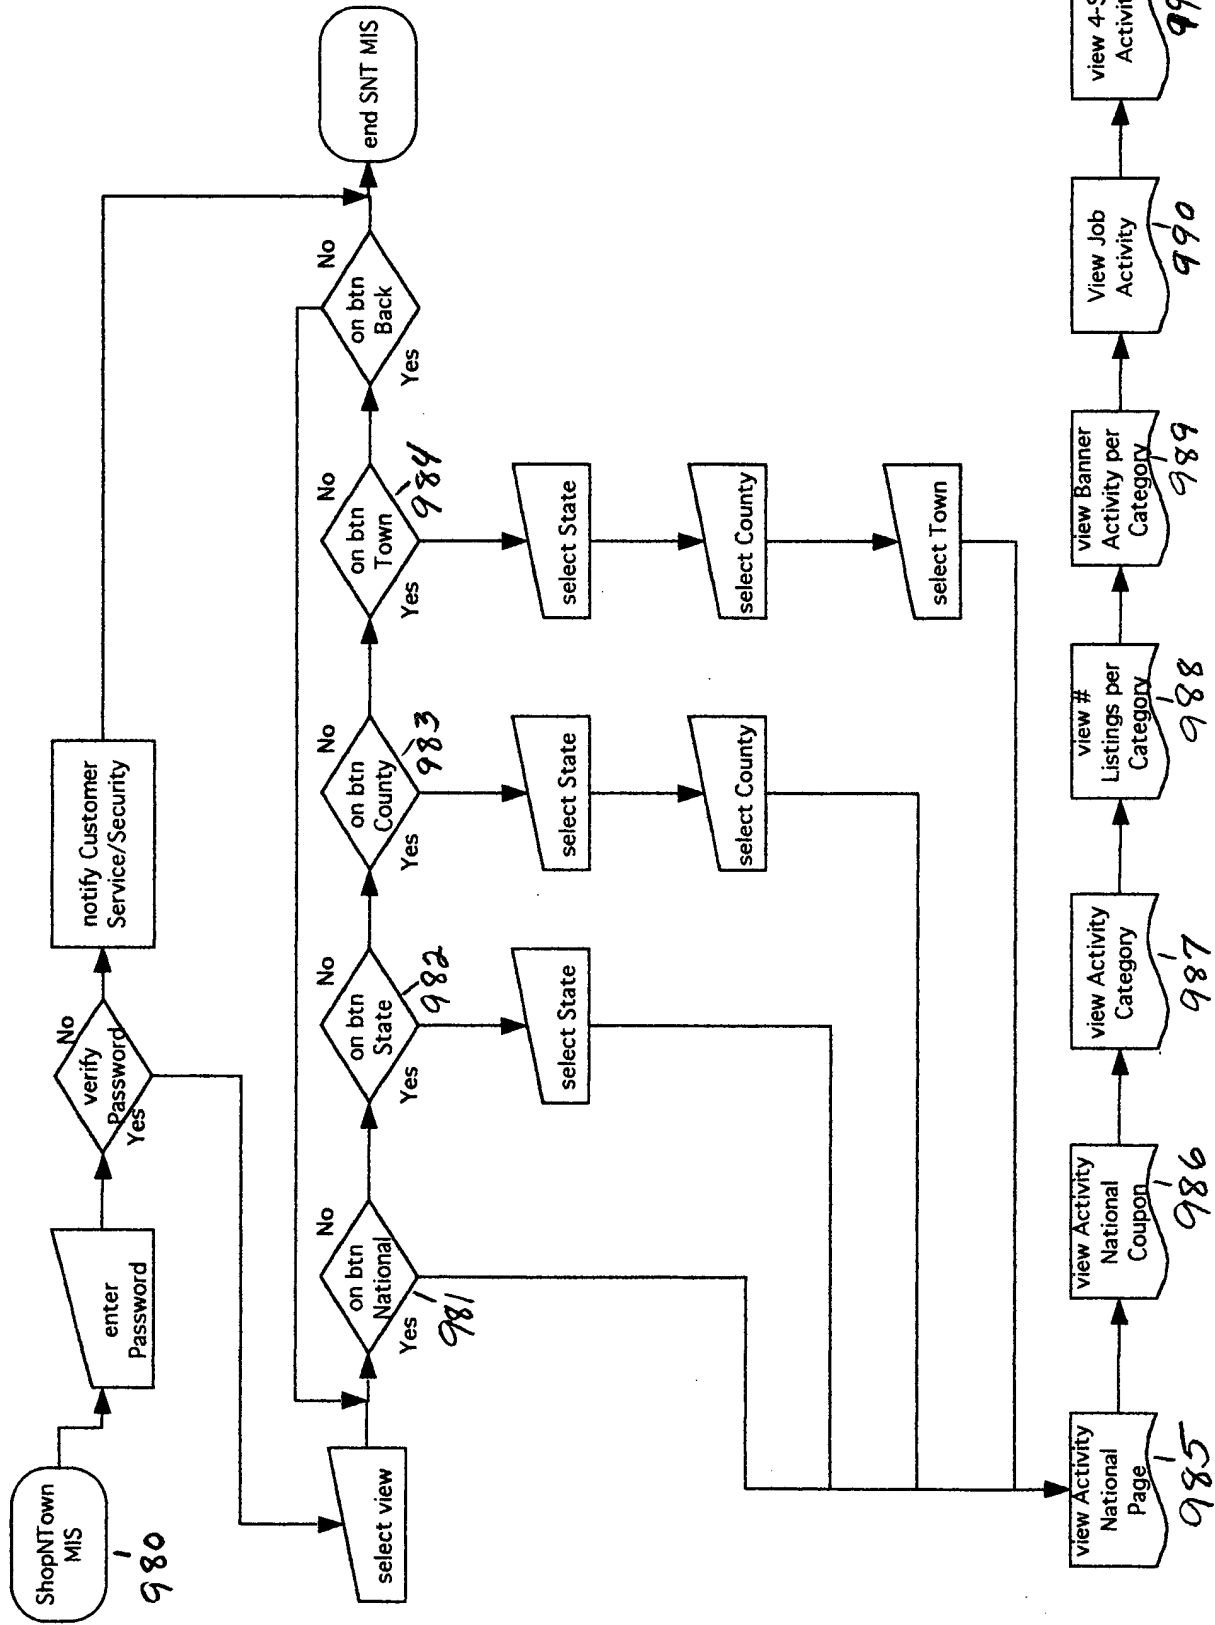 ShopNTown
MIS
980
enter
Password
verify
Password
No
Yes
notify Customer
Service/Security
select view
on btn
National
No
Yes
981
on btn
State
No
Yes
982
on btn
County
No
Yes
983
on btn
Town
No
Yes
984
on btn
Back
No
Yes
end SNT MIS
select State
select State
select County
select State
select County
select Town
view Activity
National
Page
985
view Activity
National
Coupon
986
view Activity
Category
987
view #
Listings per
Category
988
view Banner
Activity per
Category
989
View Job
Activity
990
view